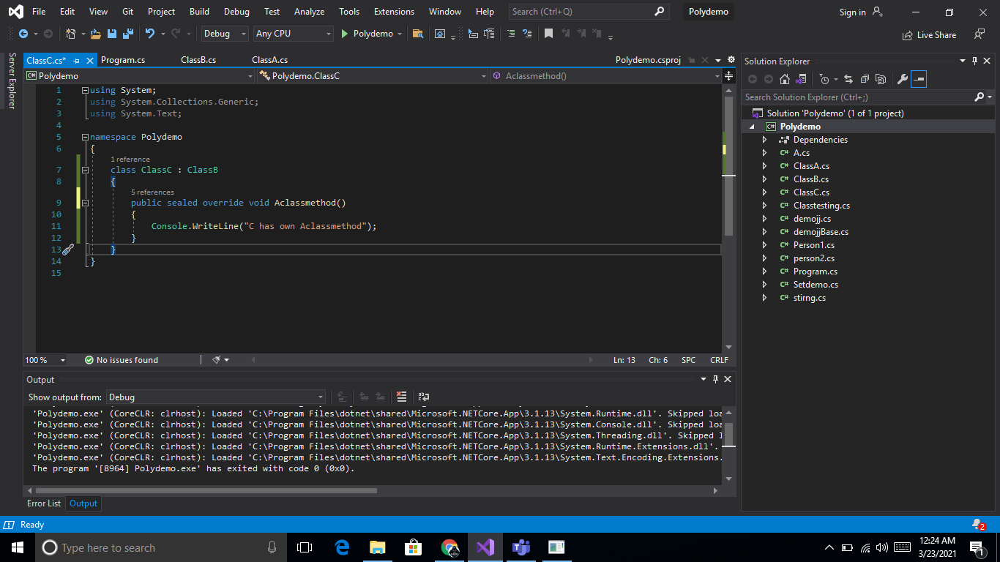 File Edit View Git Project Build Debug Test Analyze Tools Extensions Window Help Search (Ctrl+Q) Polydemo Sign in
Debug Any CPU Polydemo Live Share
Server Explorer
ClassC.cs* Program.cs ClassB.cs ClassA.cs Polydemo.csproj
C# Polydemo Polydemo.ClassC Aclassmethod()
1 using System;
2 using System.Collections.Generic;
3 using System.Text;
4
5 namespace Polydemo
6 {
1 reference
7 class ClassC : ClassB
8 {
5 references
9 public sealed override void Aclassmethod()
10 {
11 Console.WriteLine("C has own Aclassmethod");
12 }
13 }
14 }
15
100 % No issues found Ln: 13 Ch: 6 SPC CRLF
Output
Show output from: Debug
'Polydemo.exe' (CoreCLR: clrhost): Loaded 'C:\Program Files\dotnet\shared\Microsoft.NETCore.App\3.1.13\System.Runtime.dll'. Skipped loa
'Polydemo.exe' (CoreCLR: clrhost): Loaded 'C:\Program Files\dotnet\shared\Microsoft.NETCore.App\3.1.13\System.Console.dll'. Skipped loa
'Polydemo.exe' (CoreCLR: clrhost): Loaded 'C:\Program Files\dotnet\shared\Microsoft.NETCore.App\3.1.13\System.Threading.dll'. Skipped l
'Polydemo.exe' (CoreCLR: clrhost): Loaded 'C:\Program Files\dotnet\shared\Microsoft.NETCore.App\3.1.13\System.Runtime.Extensions.dll'.
'Polydemo.exe' (CoreCLR: clrhost): Loaded 'C:\Program Files\dotnet\shared\Microsoft.NETCore.App\3.1.13\System.Text.Encoding.Extensions.
The program '[8964] Polydemo.exe' has exited with code 0 (0x0).
Error List Output
Solution Explorer
Search Solution Explorer (Ctrl+;)
Solution 'Polydemo' (1 of 1 project)
C# Polydemo
Dependencies
C# A.cs
C# ClassA.cs
C# ClassB.cs
C# ClassC.cs
C# Classtesting.cs
C# demojj.cs
C# demojjBase.cs
C# Person1.cs
C# person2.cs
C# Program.cs
C# Setdemo.cs
C# stirng.cs
Ready 2
Type here to search 12:24 AM
3/23/2021 1